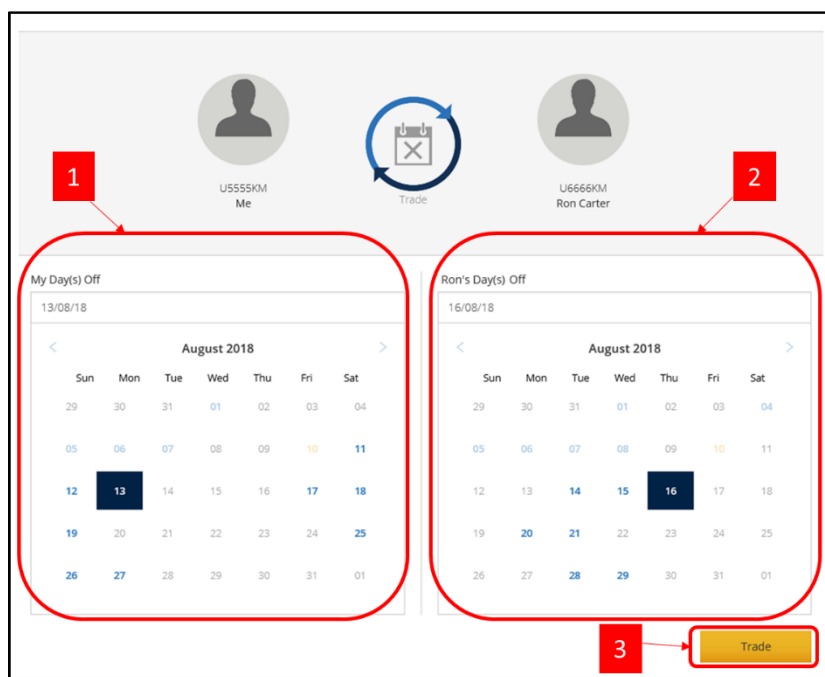 1
2
U5555KM
Me
Trade
U6666KM
Ron Carter
My Day(s) Off
13/08/18
August 2018
Sun Mon Tue Wed Thu Fri Sat
29 30 31 01 02 03 04
05 06 07 08 09 10 11
12 13 14 15 16 17 18
19 20 21 22 23 24 25
26 27 28 29 30 31 01
Ron's Day(s) Off
16/08/18
August 2018
Sun Mon Tue Wed Thu Fri Sat
29 30 31 01 02 03 04
05 06 07 08 09 10 11
12 13 14 15 16 17 18
19 20 21 22 23 24 25
26 27 28 29 30 31 01
3
Trade